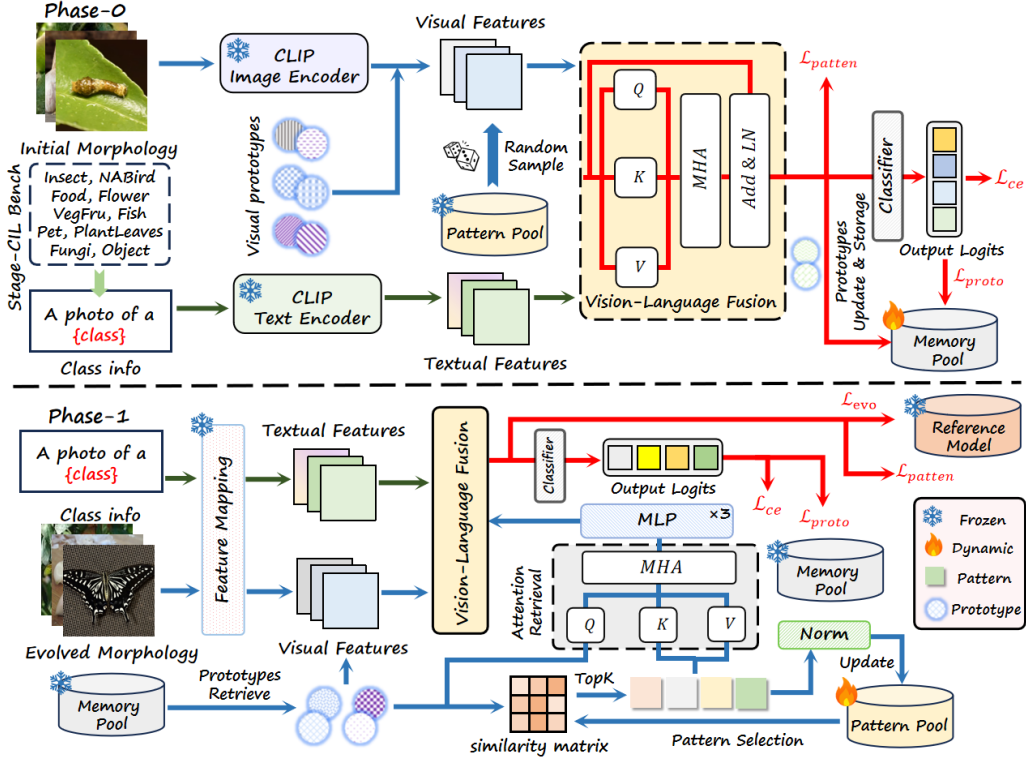 Phase-0
Initial Morphology
Stage-CIL Bench
Insect, NABird
Food, Flower
VegFru, Fish
Pet, PlantLeaves
Fungi, Object
A photo of a
{class}
Class info
CLIP
Image Encoder
Visual prototypes
CLIP
Text Encoder
Visual Features
Random
Sample
Pattern Pool
Textual Features
Q
K
V
MHA
Add & LN
Vision-Language Fusion
ℒpatten
Prototypes
Update & Storage
Classifier
Output Logits
ℒce
ℒproto
Memory
Pool
Phase-1
A photo of a
{class}
Class info
Evolved Morphology
Feature Mapping
Textual Features
Visual Features
Vision-Language Fusion
Classifier
Output Logits
ℒevo
Reference
Model
ℒpatten
ℒce
ℒproto
MLP
×3
MHA
Q
K
V
Attention
Retrieval
Memory
Pool
Frozen
Dynamic
Pattern
Prototype
Memory
Pool
Prototypes
Retrieve
similarity matrix
TopK
Pattern Selection
Norm
Update
Pattern Pool